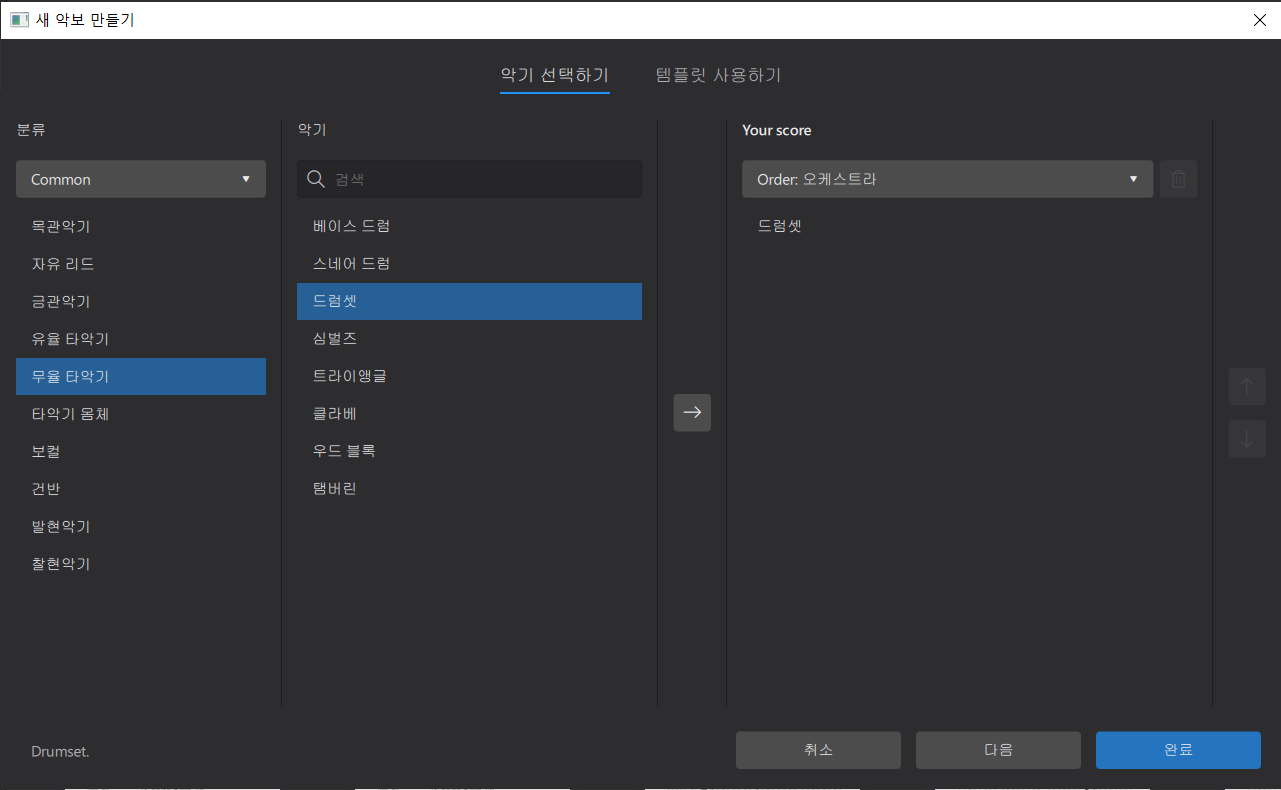 새 악보 만들기
악기 선택하기
템플릿 사용하기
분류
Common
목관악기
자유 리드
금관악기
유율 타악기
무율 타악기
타악기 몸체
보컬
건반
발현악기
찰현악기
악기
검색
베이스 드럼
스네어 드럼
드럼셋
심벌즈
트라이앵글
클라베
우드 블록
탬버린
Your score
Order: 오케스트라
드럼셋
Drumset.
취소
다음
완료